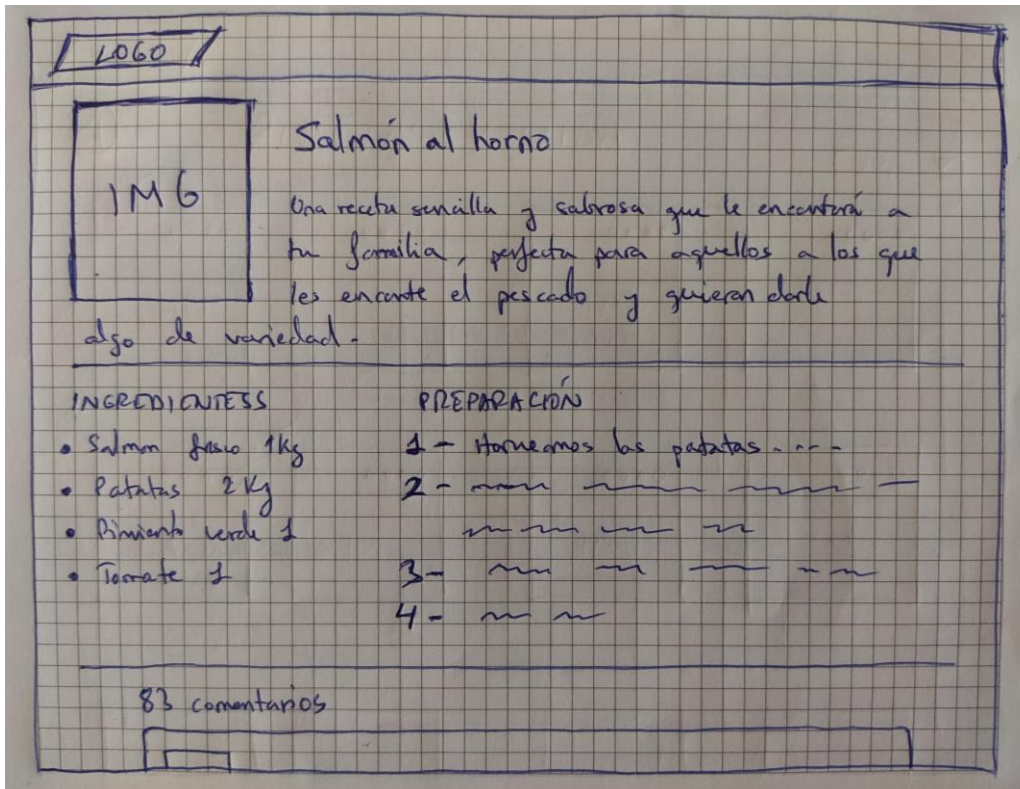 LOGO
IMG
Salmón al horno
Una receta sencilla y sabrosa que le encantará a
tu familia, perfecta para aquellos a los que
les encante el pescado y quieran darle
algo de variedad.
INGREDIENTESS
• Salmon fresco 1Kg
• Patatas 2 Kg
• Pimiento verde 1
• Tomate 1
PREPARACIÓN
1- Horneamos las patatas ....
2-
3-
4-
83 comentarios